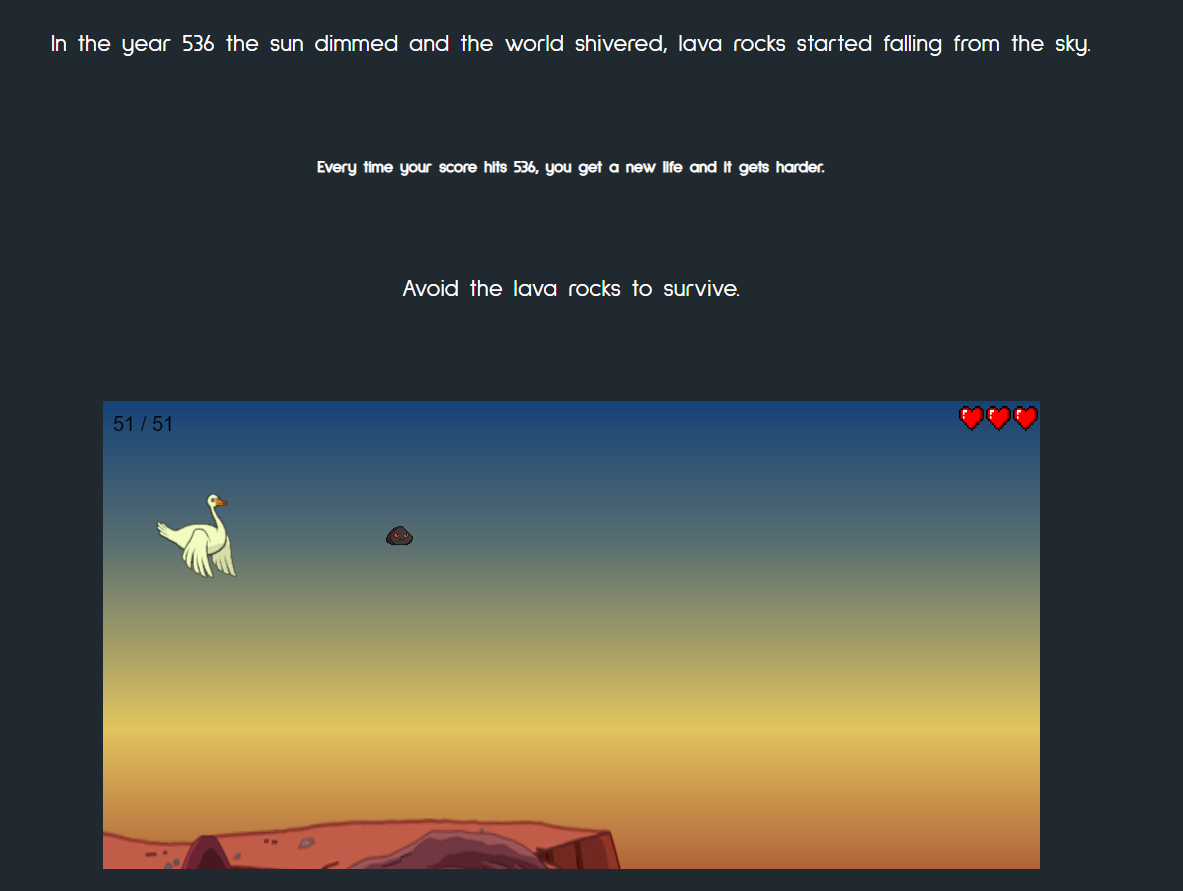 In the year 536 the sun dimmed and the world shivered, lava rocks started falling from the sky.
Every time your score hits 536, you get a new life and it gets harder.
Avoid the lava rocks to survive.
51 / 51